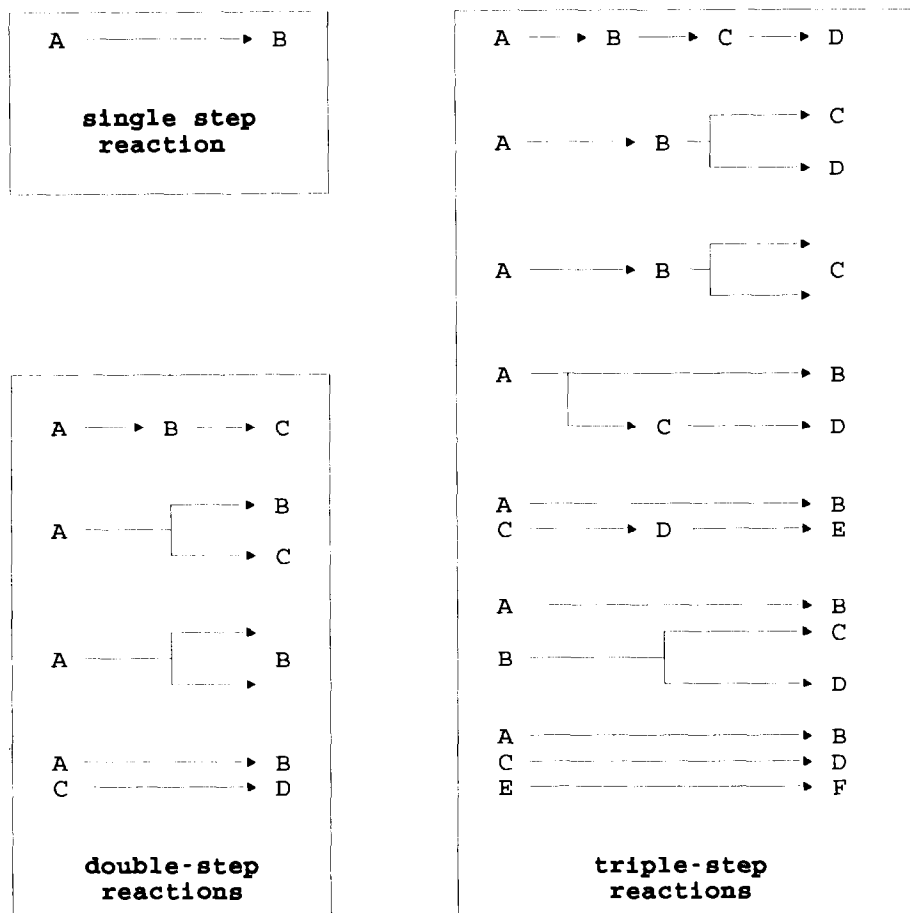 A B
single step
reaction
A B C
A B
C
A B
A B
C D
double-step
reactions
A B C D
A B C
D
A B C
A B
C D
A B
C D E
A B
C
B
D
A B
C D
E F
triple-step
reactions